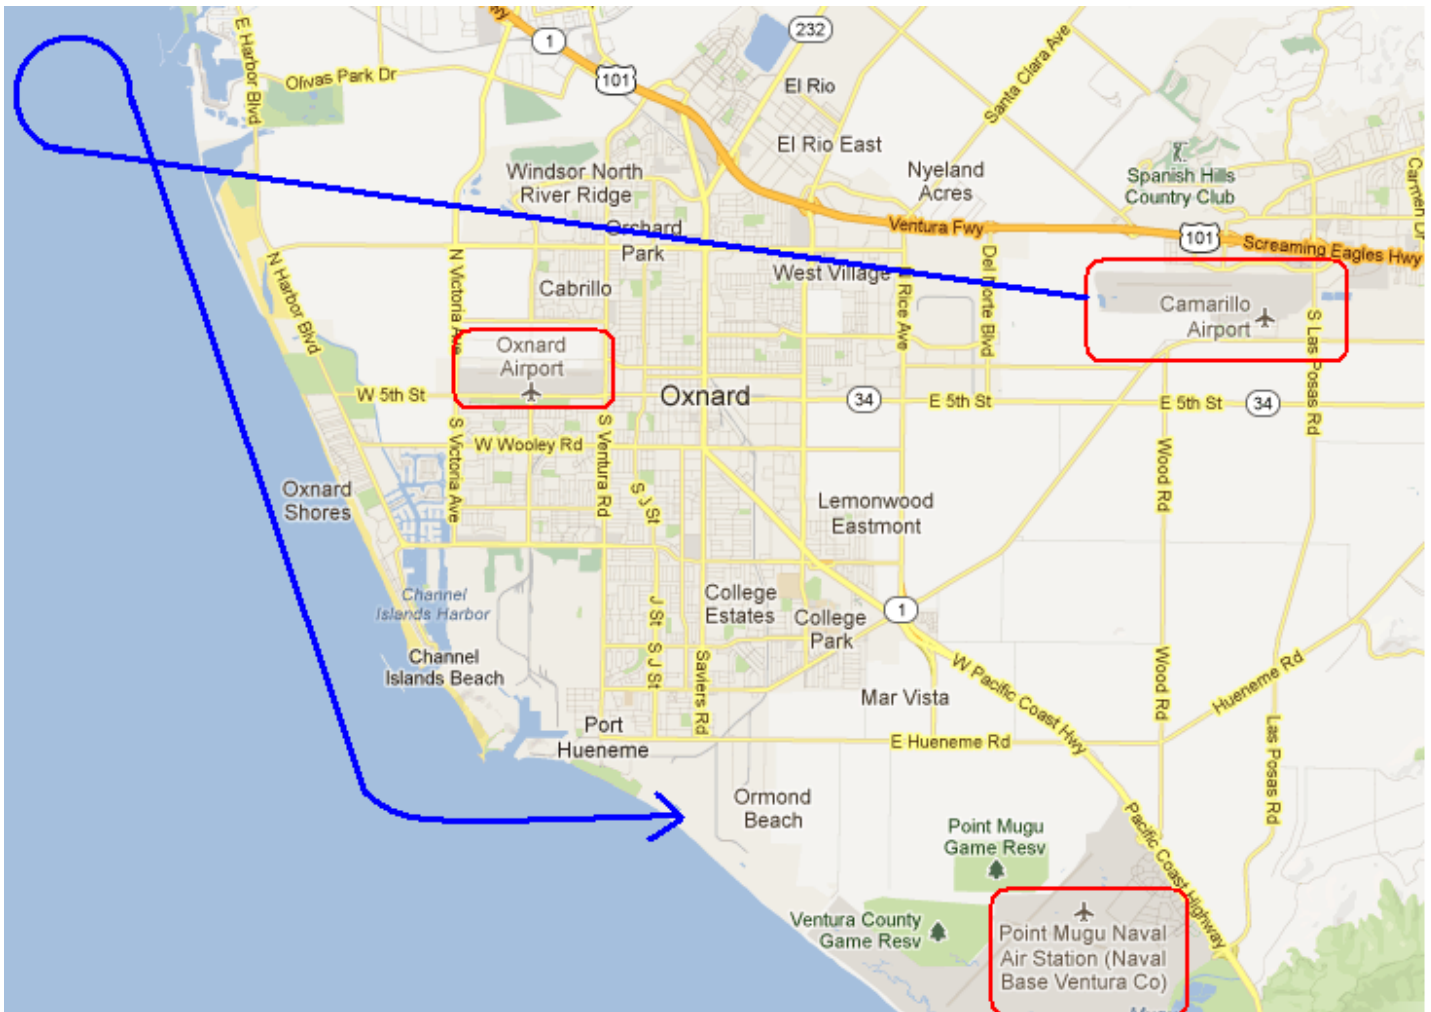 wy
1
232
Santa Clara Ave
E Harbor Blvd
Olivas Park Dr
101
El Rio
El Rio East
Windsor North
River Ridge
Nyeland
Acres
Spanish Hills
Country Club
Carmen Dr
Orchard
Park
Ventura Fwy
101
Screaming Eagles Hwy
N Harbor Blvd
N Victoria Ave
Cabrillo
West Village
N Rice Ave
Del Norte Blvd
Camarillo
Airport
S Las Posas Rd
Oxnard
Airport
W 5th St
Oxnard
34
E 5th St
E 5th St
34
S Victoria Ave
W Wooley Rd
S Ventura Rd
Wood Rd
Oxnard
Shores
S J St
Lemonwood
Eastmont
Channel
Islands Harbor
J St
College
Estates
College
Park
1
Channel
Islands Beach
S J St
Saviers Rd
W Pacific Coast Hwy
Wood Rd
Hueneme Rd
Mar Vista
Port
Hueneme
E Hueneme Rd
Las Posas Rd
Ormond
Beach
Point Mugu
Game Resv
Pacific Coast Highway
Ventura County
Game Resv
Point Mugu Naval
Air Station (Naval
Base Ventura Co)